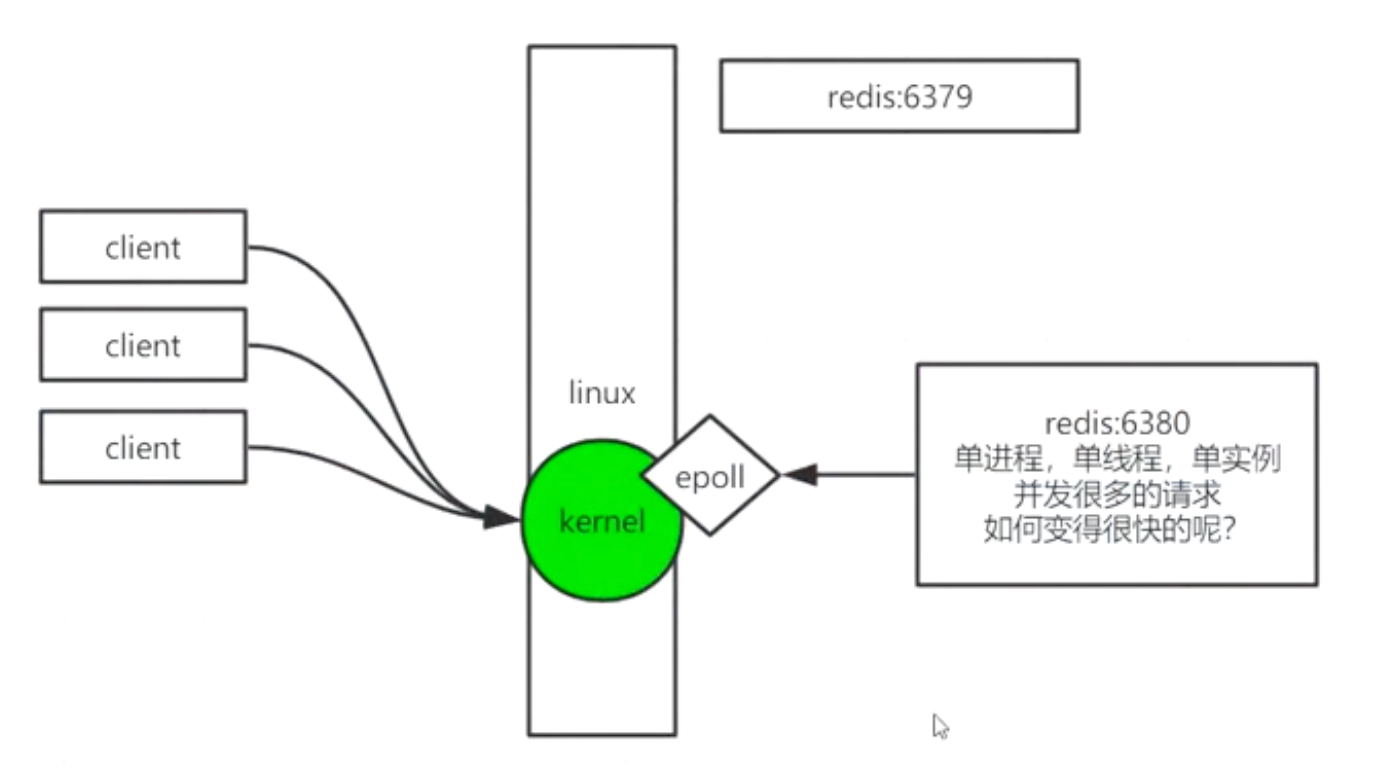 redis:6379
client
client
client
linux
kernel
epoll
redis:6380
单进程，单线程，单实例
并发很多的请求
如何变得很快的呢？